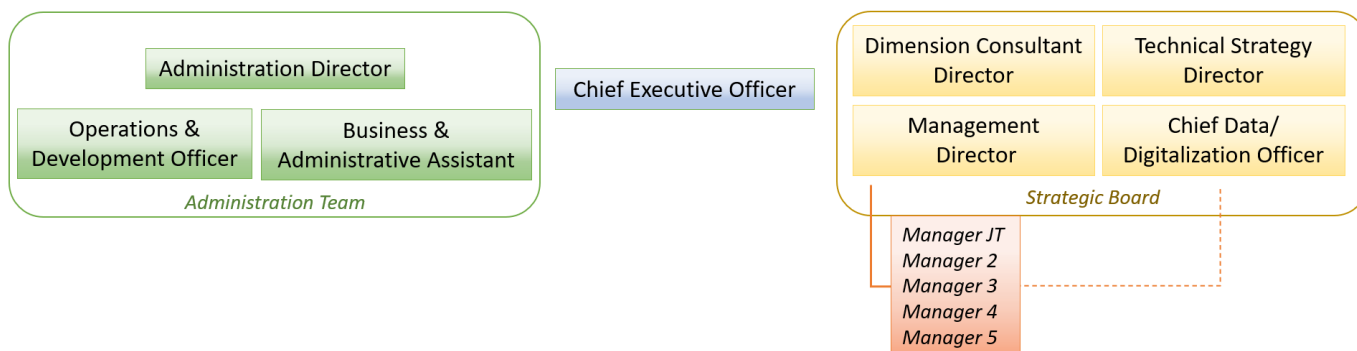 Administration Director
Operations &
Development Officer
Business &
Administrative Assistant
Administration Team
Chief Executive Officer
Dimension Consultant
Director
Technical Strategy
Director
Management
Director
Chief Data/
Digitalization Officer
Strategic Board
Manager JT
Manager 2
Manager 3
Manager 4
Manager 5